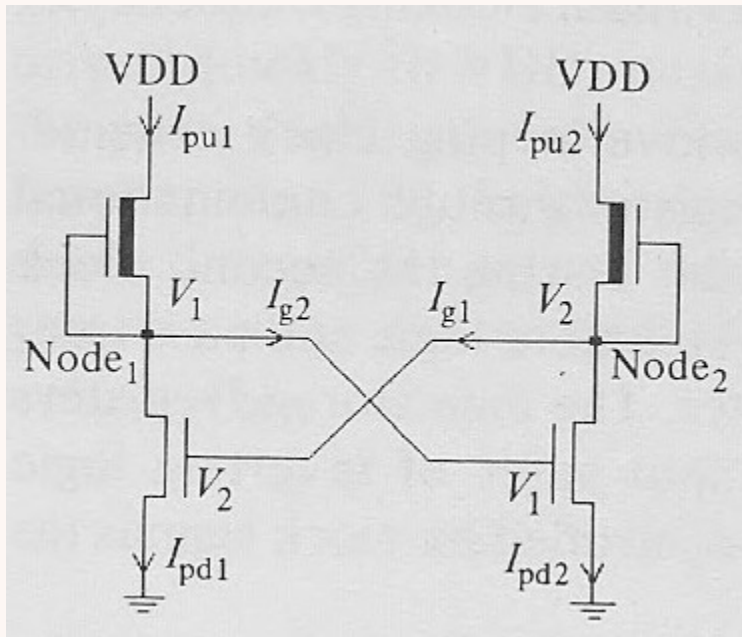 VDD VDD
I_pu1 I_pu2
V_1 I_g2 I_g1 V_2
Node_1 Node_2
V_2 V_1
I_pd1 I_pd2